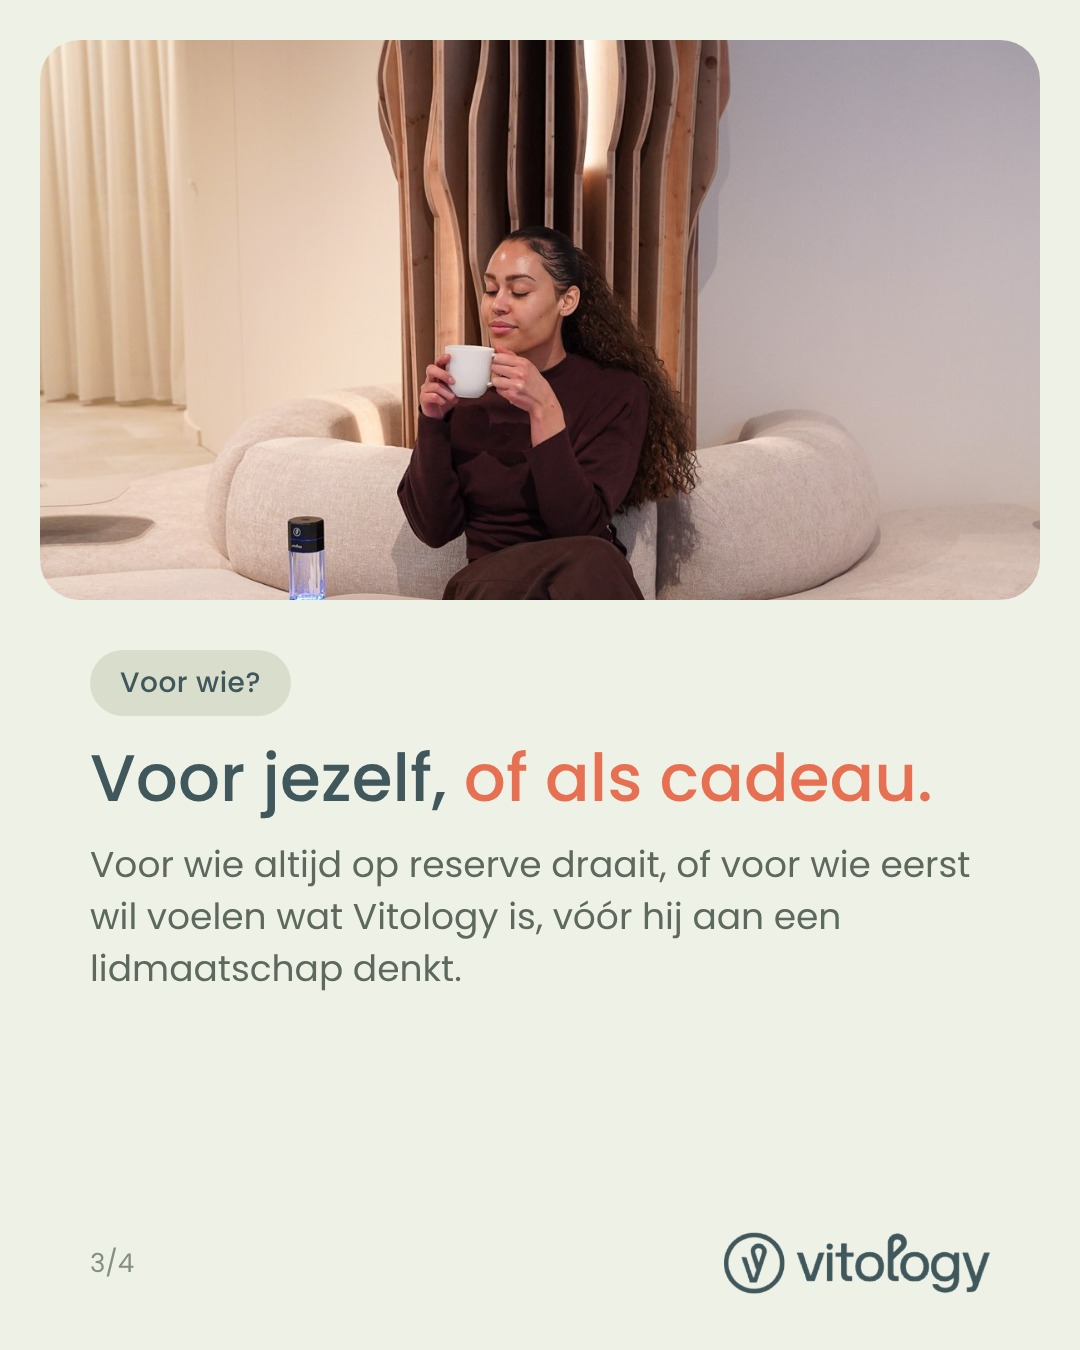 Voor wie?
Voor jezelf, of als cadeau.
Voor wie altijd op reserve draait, of voor wie eerst
wil voelen wat Vitology is, vóór hij aan een
lidmaatschap denkt.
3/4
vitology